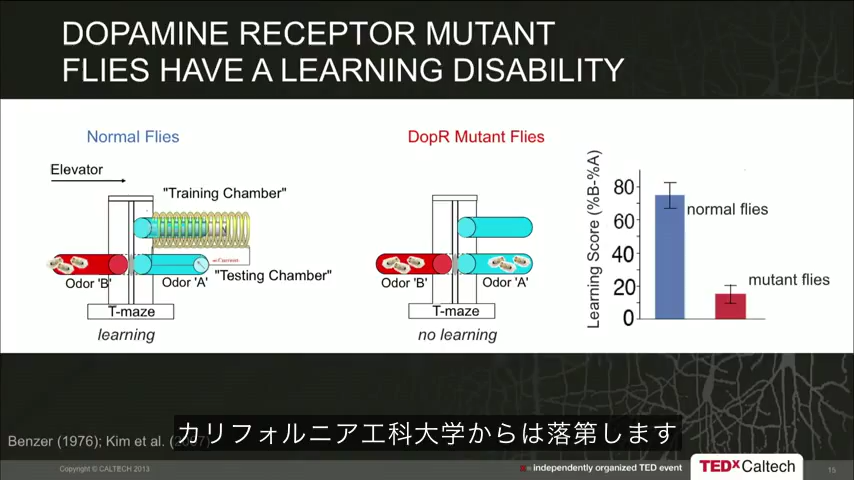 DOPAMINE RECEPTOR MUTANT
FLIES HAVE A LEARNING DISABILITY
Normal Flies
Elevator
"Training Chamber"
Odor 'B'
Odor 'A'
"Testing Chamber"
T-maze
learning
DopR Mutant Flies
Odor 'B'
Odor 'A'
T-maze
no learning
Learning Score (%B-%A)
80
60
40
20
0
normal flies
mutant flies
Benzer (1976); Kim et al.
カリフォルニア工科大学からは落第します
Copyright © CALTECH 2013
x = independently organized TED event
TEDxCaltech
15